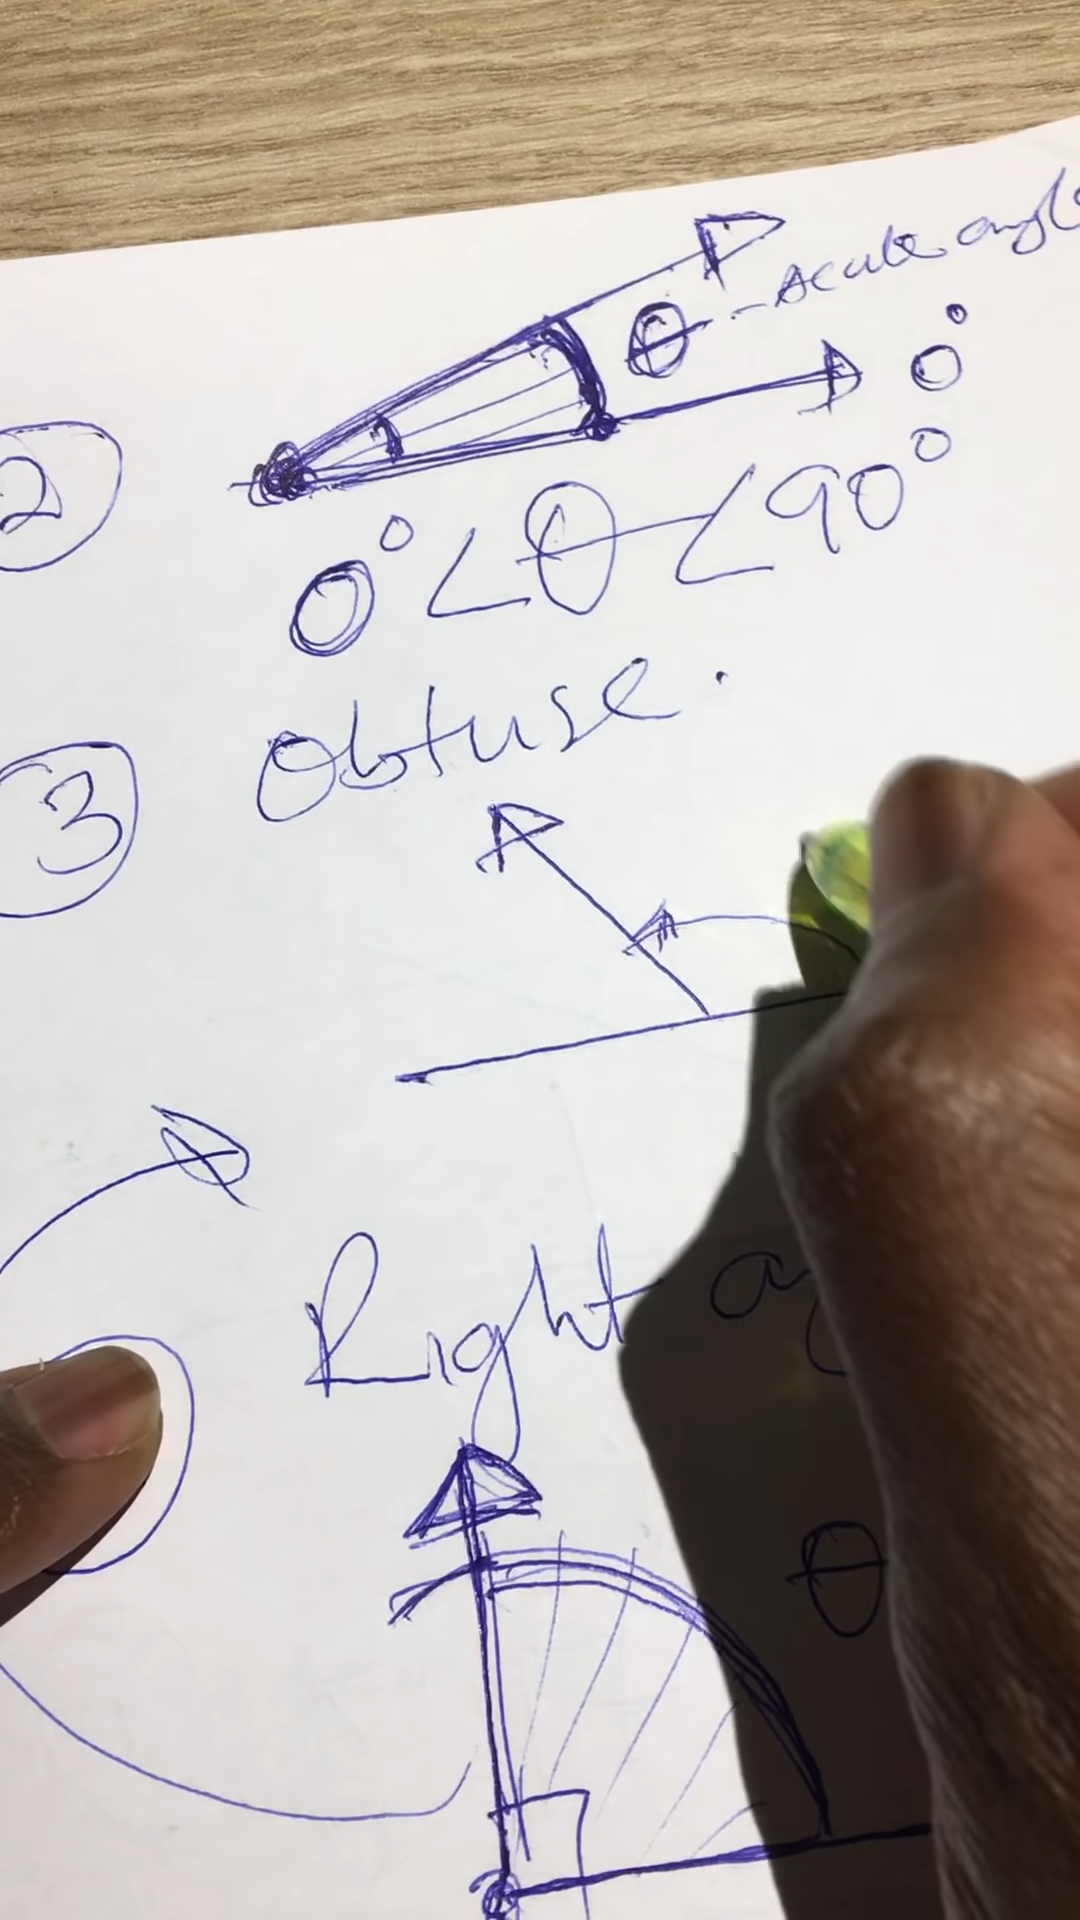 θ - Acute angle
0°
2
0° < θ < 90°
Obtuse.
3
Right
θ